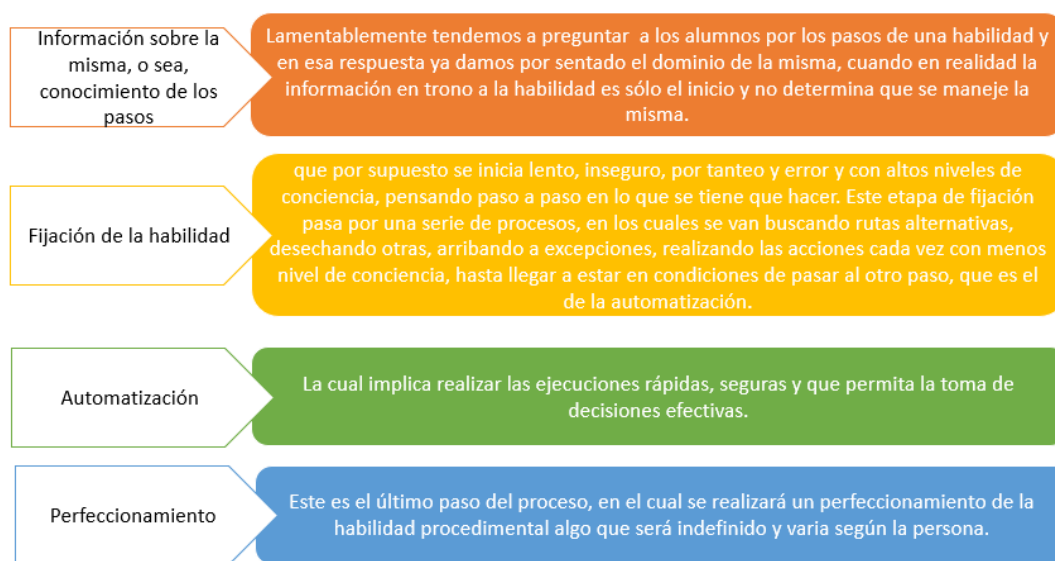 Información sobre la
misma, o sea,
conocimiento de los
pasos
Lamentablemente tendemos a preguntar  a los alumnos por los pasos de una habilidad y
en esa respuesta ya damos por sentado el dominio de la misma, cuando en realidad la
información en trono a la habilidad es sólo el inicio y no determina que se maneje la
misma.
Fijación de la habilidad
que por supuesto se inicia lento, inseguro, por tanteo y error y con altos niveles de
conciencia, pensando paso a paso en lo que se tiene que hacer. Este etapa de fijación
pasa por una serie de procesos, en los cuales se van buscando rutas alternativas,
desechando otras, arribando a excepciones, realizando las acciones cada vez con menos
nivel de conciencia, hasta llegar a estar en condiciones de pasar al otro paso, que es el
de la automatización.
Automatización
La cual implica realizar las ejecuciones rápidas, seguras y que permita la toma de
decisiones efectivas.
Perfeccionamiento
Este es el último paso del proceso, en el cual se realizará un perfeccionamiento de la
habilidad procedimental algo que será indefinido y varia según la persona.